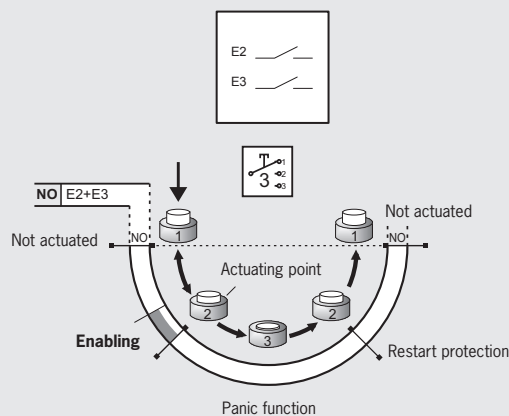 E2
E3
1
2
3
3
NO E2+E3
Not actuated
NO
1
1
Not actuated
NO
Actuating point
2
2
3
Enabling
Restart protection
Panic function